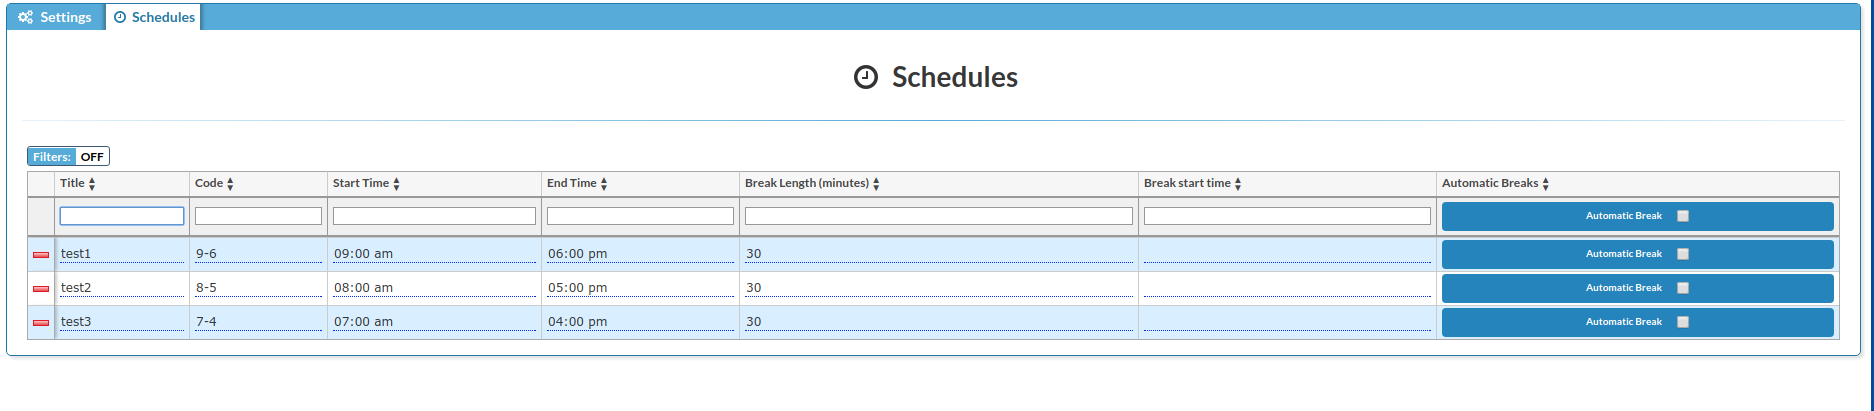 Settings Schedules
Schedules
Filters: OFF
Title Code Start Time End Time Break Length (minutes) Break start time Automatic Breaks
Automatic Break
test1 9-6 09:00 am 06:00 pm 30 Automatic Break
test2 8-5 08:00 am 05:00 pm 30 Automatic Break
test3 7-4 07:00 am 04:00 pm 30 Automatic Break